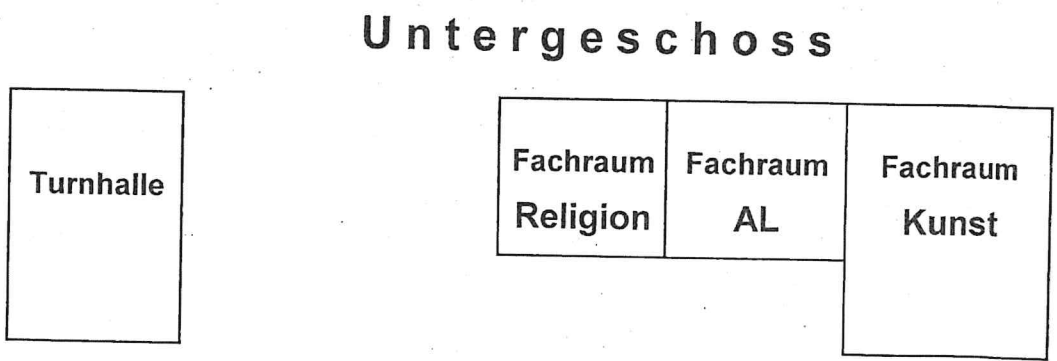 Untergeschoss
Turnhalle
Fachraum
Religion
Fachraum
AL
Fachraum
Kunst